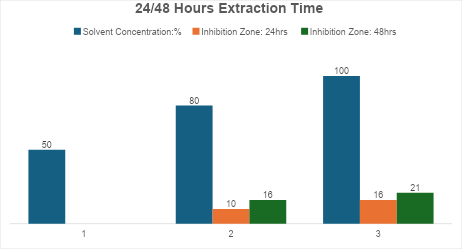 24/48 Hours Extraction Time
Solvent Concentration:% Inhibition Zone: 24hrs Inhibition Zone: 48hrs
100
80
50
21
16 16
10
1 2 3